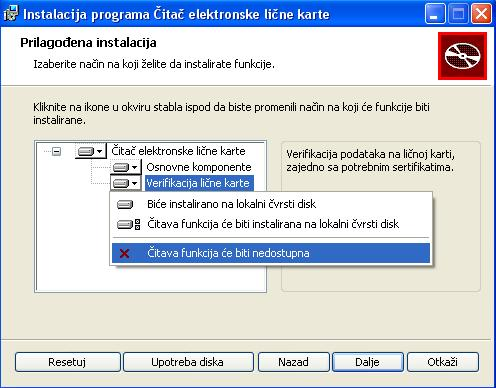 Instalacija programa Čitač elektronske lične karte
Prilagođena instalacija
Izaberite način na koji želite da instalirate funkcije.
Kliknite na ikone u okviru stabla ispod da biste promenili način na koji će funkcije biti
instalirane.
Čitač elektronske lične karte
Osnovne komponente
Verifikacija lične karte
Biće instalirano na lokalni čvrsti disk
Čitava funkcija će biti instalirana na lokalni čvrsti disk
Čitava funkcija će biti nedostupna
Verifikacija podataka na ličnoj karti,
zajedno sa potrebnim sertifikatima.
Resetuj
Upotreba diska
Nazad
Dalje
Otkaži